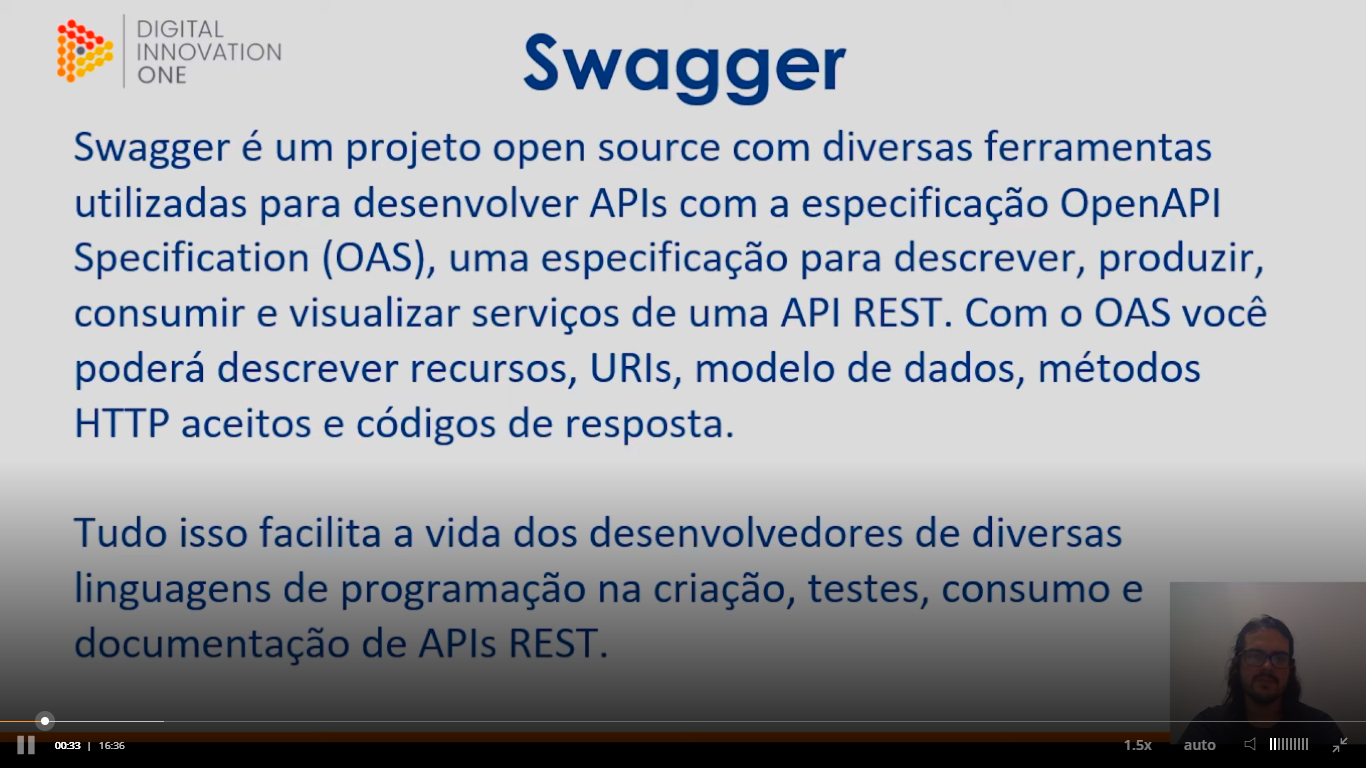 DIGITAL
INNOVATION
ONE
Swagger
Swagger é um projeto open source com diversas ferramentas
utilizadas para desenvolver APIs com a especificação OpenAPI
Specification (OAS), uma especificação para descrever, produzir,
consumir e visualizar serviços de uma API REST. Com o OAS você
poderá descrever recursos, URIs, modelo de dados, métodos
HTTP aceitos e códigos de resposta.
Tudo isso facilita a vida dos desenvolvedores de diversas
linguagens de programação na criação, testes, consumo e
documentação de APIs REST.
00:33 | 16:36
1.5x auto